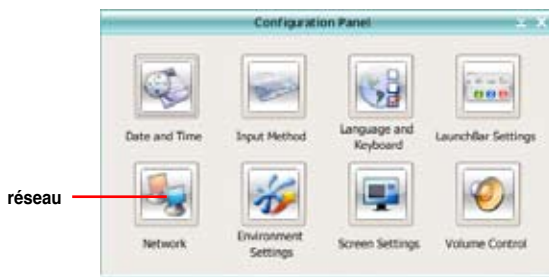 Configuration Panel
Date and Time
Input Method
Language and
Keyboard
LaunchBar Settings
réseau
Network
Environment
Settings
Screen Settings
Volume Control